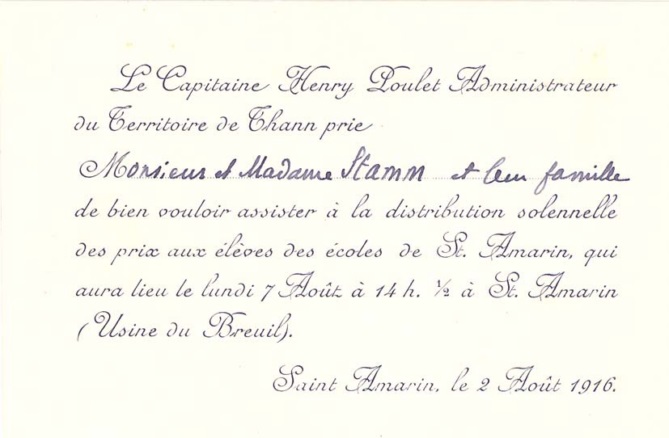 Le Capitaine Henry Poulet Administrateur
du Territoire de Thann prie
Monsieur et Madame Stamm et leur famille
de bien vouloir assister à la distribution solennelle
des prix aux élèves des écoles de St. Amarin, qui
aura lieu le lundi 7 Août à 14 h. ½ à St. Amarin
(Usine du Breuil).
Saint Amarin, le 2 Août 1916.